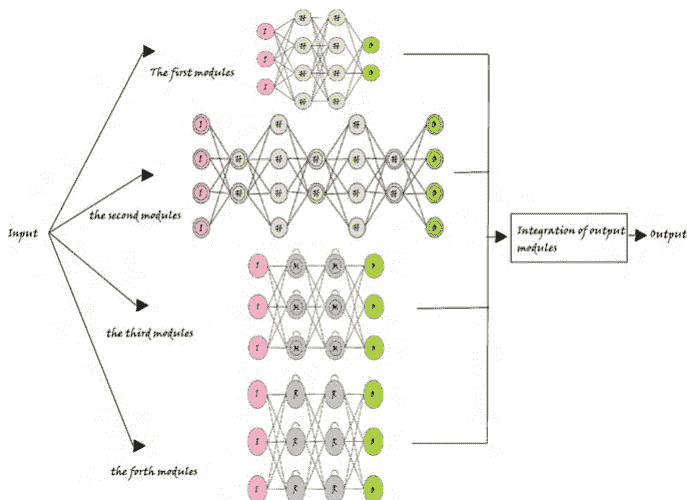 The first modules
the second modules
Input
the third modules
the forth modules
Integration of output
modules
Output